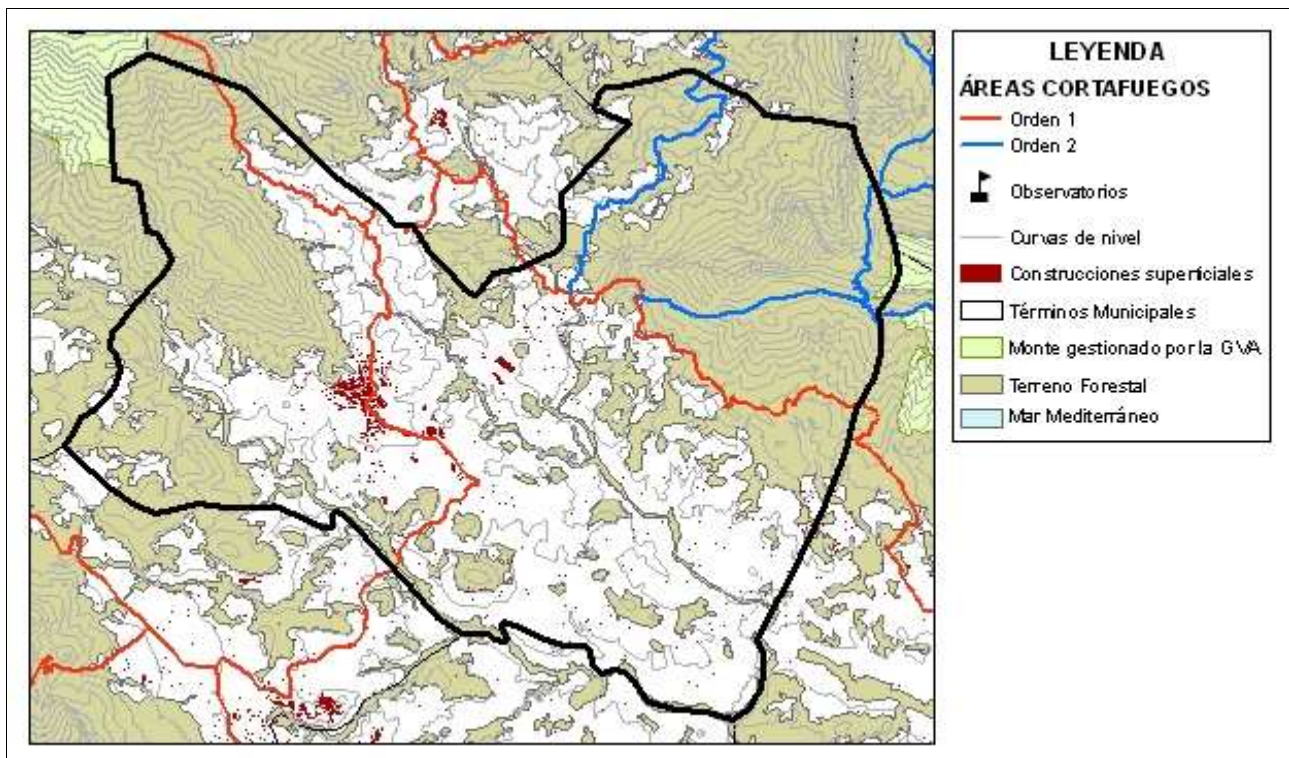 LEYENDA
ÁREAS CORTAFUEGOS
Orden 1
Orden 2
Observatorios
Curvas de nivel
Construcciones superficiales
Términos Municipales
Monte gestionado por la GVA
Terreno Forestal
Mar Mediterráneo